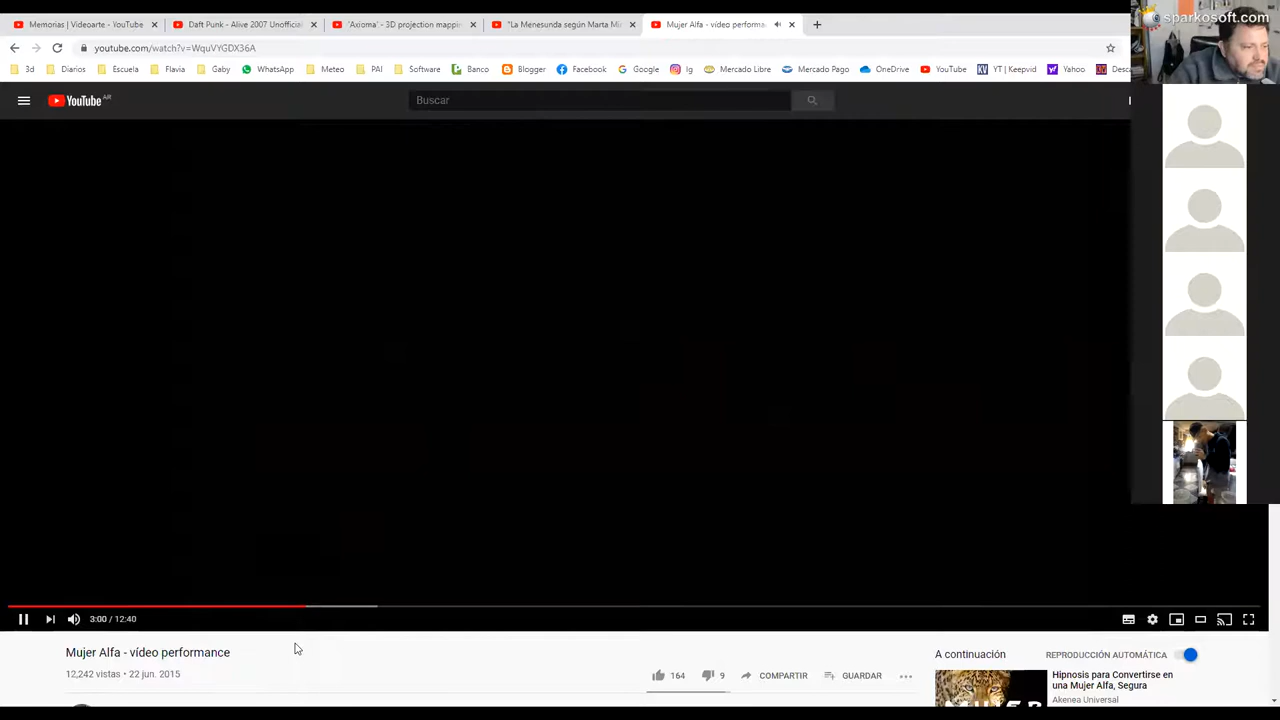 Memorias | Videoarte - YouTube
Daft Punk - Alive 2007 Unofficial
'Axioma' - 3D projection mappin
"La Menesunda según Marta Mi
Mujer Alfa - vídeo performa
sparkosoft.com
youtube.com/watch?v=WquVYGDX36A
3d
Diarios
Escuela
Flavia
Gaby
WhatsApp
Meteo
PAI
Software
Banco
Blogger
Facebook
Google
Ig
Mercado Libre
Mercado Pago
OneDrive
YouTube
YT | Keepvid
Yahoo
Desca
YouTube AR
Buscar
3:00 / 12:40
Mujer Alfa - vídeo performance
12,242 vistas • 22 jun. 2015
164
9
COMPARTIR
GUARDAR
A continuación
REPRODUCCIÓN AUTOMÁTICA
Hipnosis para Convertirse en
una Mujer Alfa, Segura
Akenea Universal